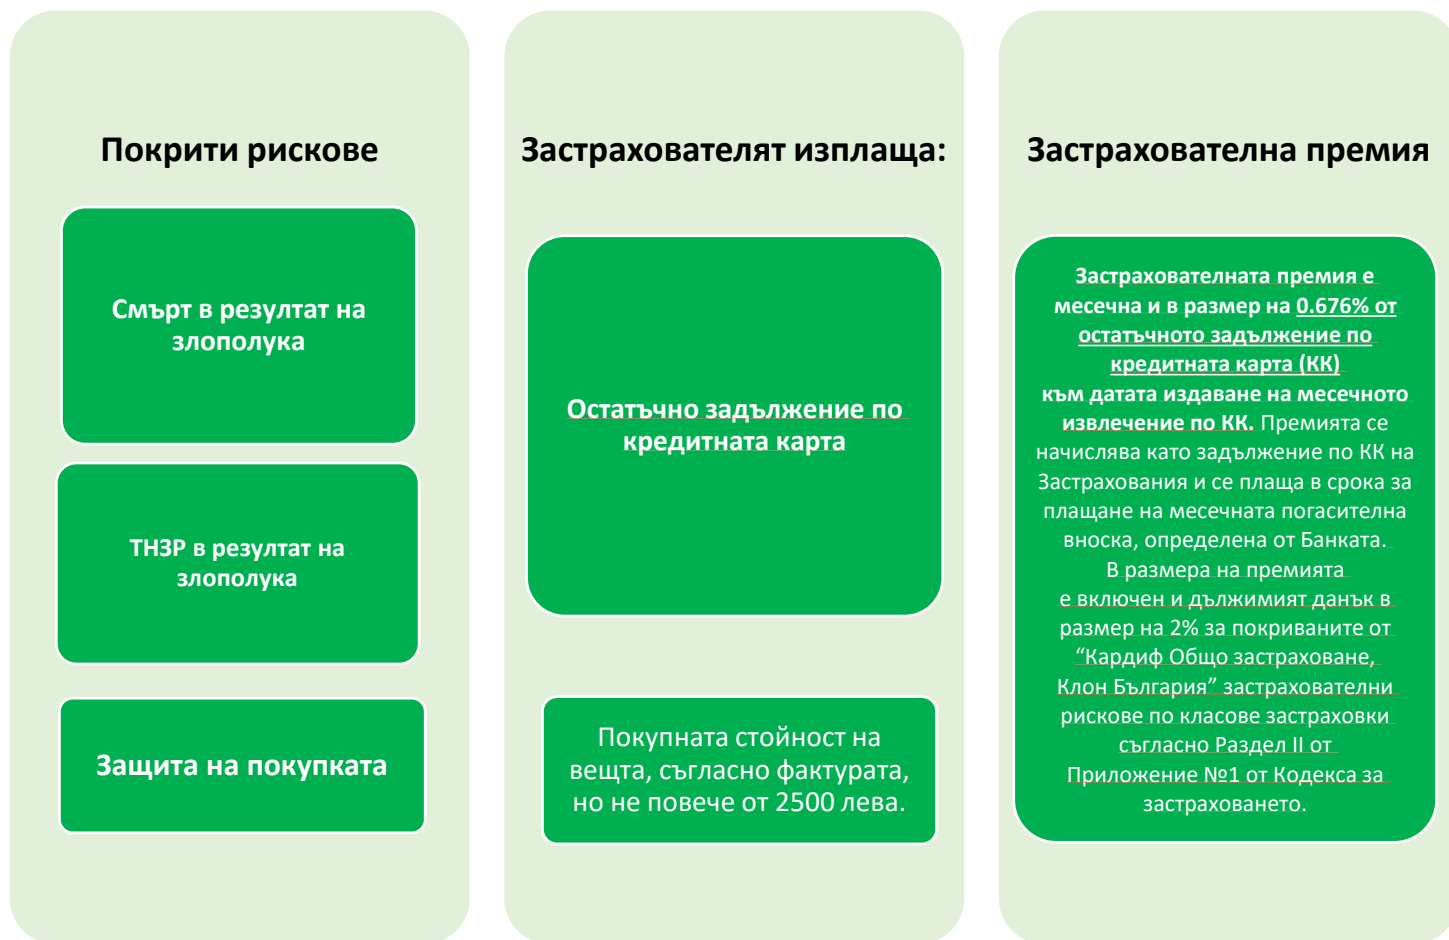 Покрити рискове
Смърт в резултат на
злополука
ТНЗР в резултат на
злополука
Защита на покупката
Застрахователят изплаща:
Остатъчно задължение по
кредитната карта
Покупната стойност на
вещта, съгласно фактурата,
но не повече от 2500 лева.
Застрахователна премия
Застрахователната премия е
месечна и в размер на 0.676% от
остатъчното задължение по
кредитната карта (КК)
към датата издаване на месечното
извлечение по КК. Премията се
начислява като задължение по КК на
Застрахования и се плаща в срока за
плащане на месечната погасителна
вноска, определена от Банката.
В размера на премията
е включен и дължимият данък в
размер на 2% за покриваните от
“Кардиф Общо застраховане,
Клон България” застрахователни
рискове по класове застраховки
съгласно Раздел II от
Приложение №1 от Кодекса за
застраховането.